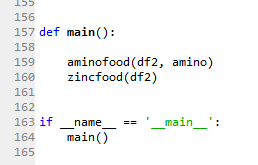 155
156
157 def main():
158
159     aminofood(df2, amino)
160     zincfood(df2)
161
162
163 if __name__ == '__main__':
164     main()
165